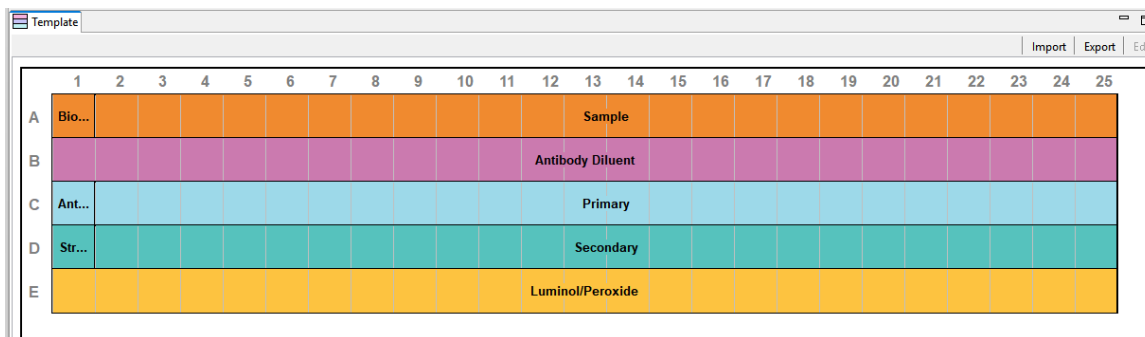 Template
Import Export Ed
1 2 3 4 5 6 7 8 9 10 11 12 13 14 15 16 17 18 19 20 21 22 23 24 25
A Bio... Sample
B Antibody Diluent
C Ant... Primary
D Str... Secondary
E Luminol/Peroxide